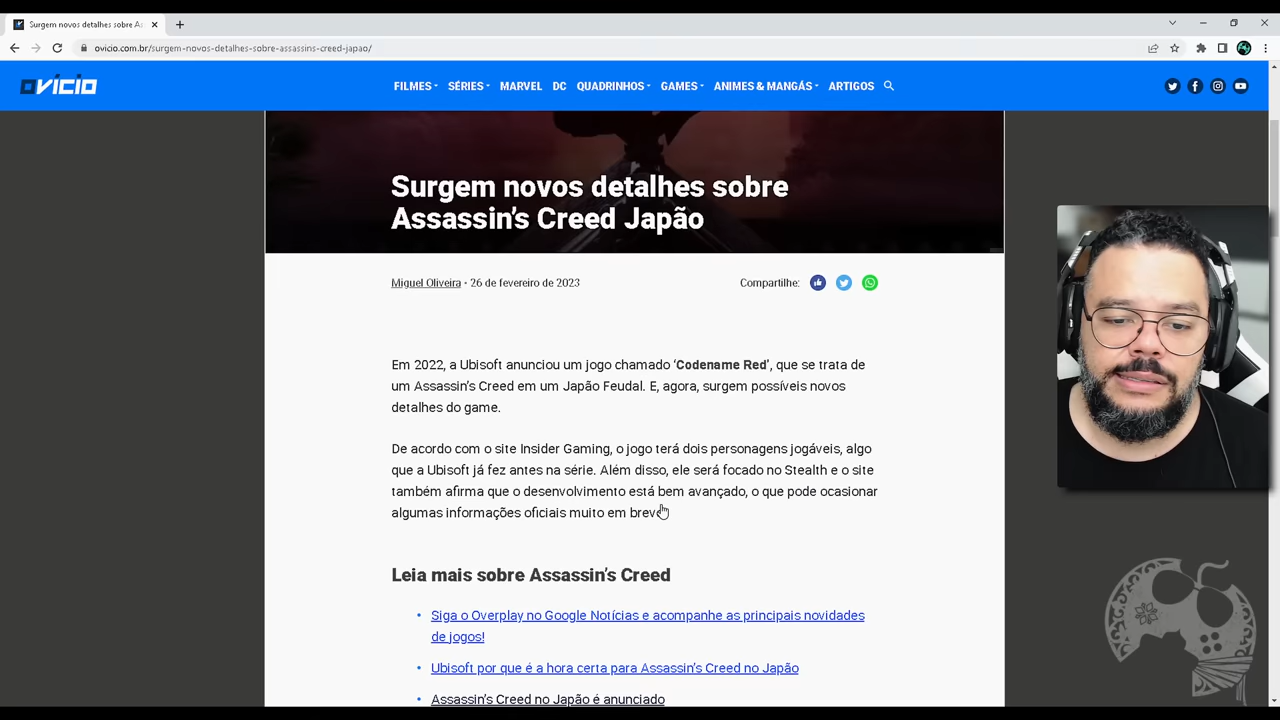 Surgem novos detalhes sobre As
ovicio.com.br/surgem-novos-detalhes-sobre-assassins-creed-japao/
ovicio
FILMES SÉRIES MARVEL DC QUADRINHOS GAMES ANIMES & MANGÁS ARTIGOS
Surgem novos detalhes sobre
Assassin's Creed Japão
Miguel Oliveira • 26 de fevereiro de 2023
Compartilhe:
Em 2022, a Ubisoft anunciou um jogo chamado ‘Codename Red’, que se trata de
um Assassin’s Creed em um Japão Feudal. E, agora, surgem possíveis novos
detalhes do game.
De acordo com o site Insider Gaming, o jogo terá dois personagens jogáveis, algo
que a Ubisoft já fez antes na série. Além disso, ele será focado no Stealth e o site
também afirma que o desenvolvimento está bem avançado, o que pode ocasionar
algumas informações oficiais muito em brev
Leia mais sobre Assassin’s Creed
• Siga o Overplay no Google Notícias e acompanhe as principais novidades
de jogos!
• Ubisoft por que é a hora certa para Assassin’s Creed no Japão
• Assassin’s Creed no Japão é anunciado